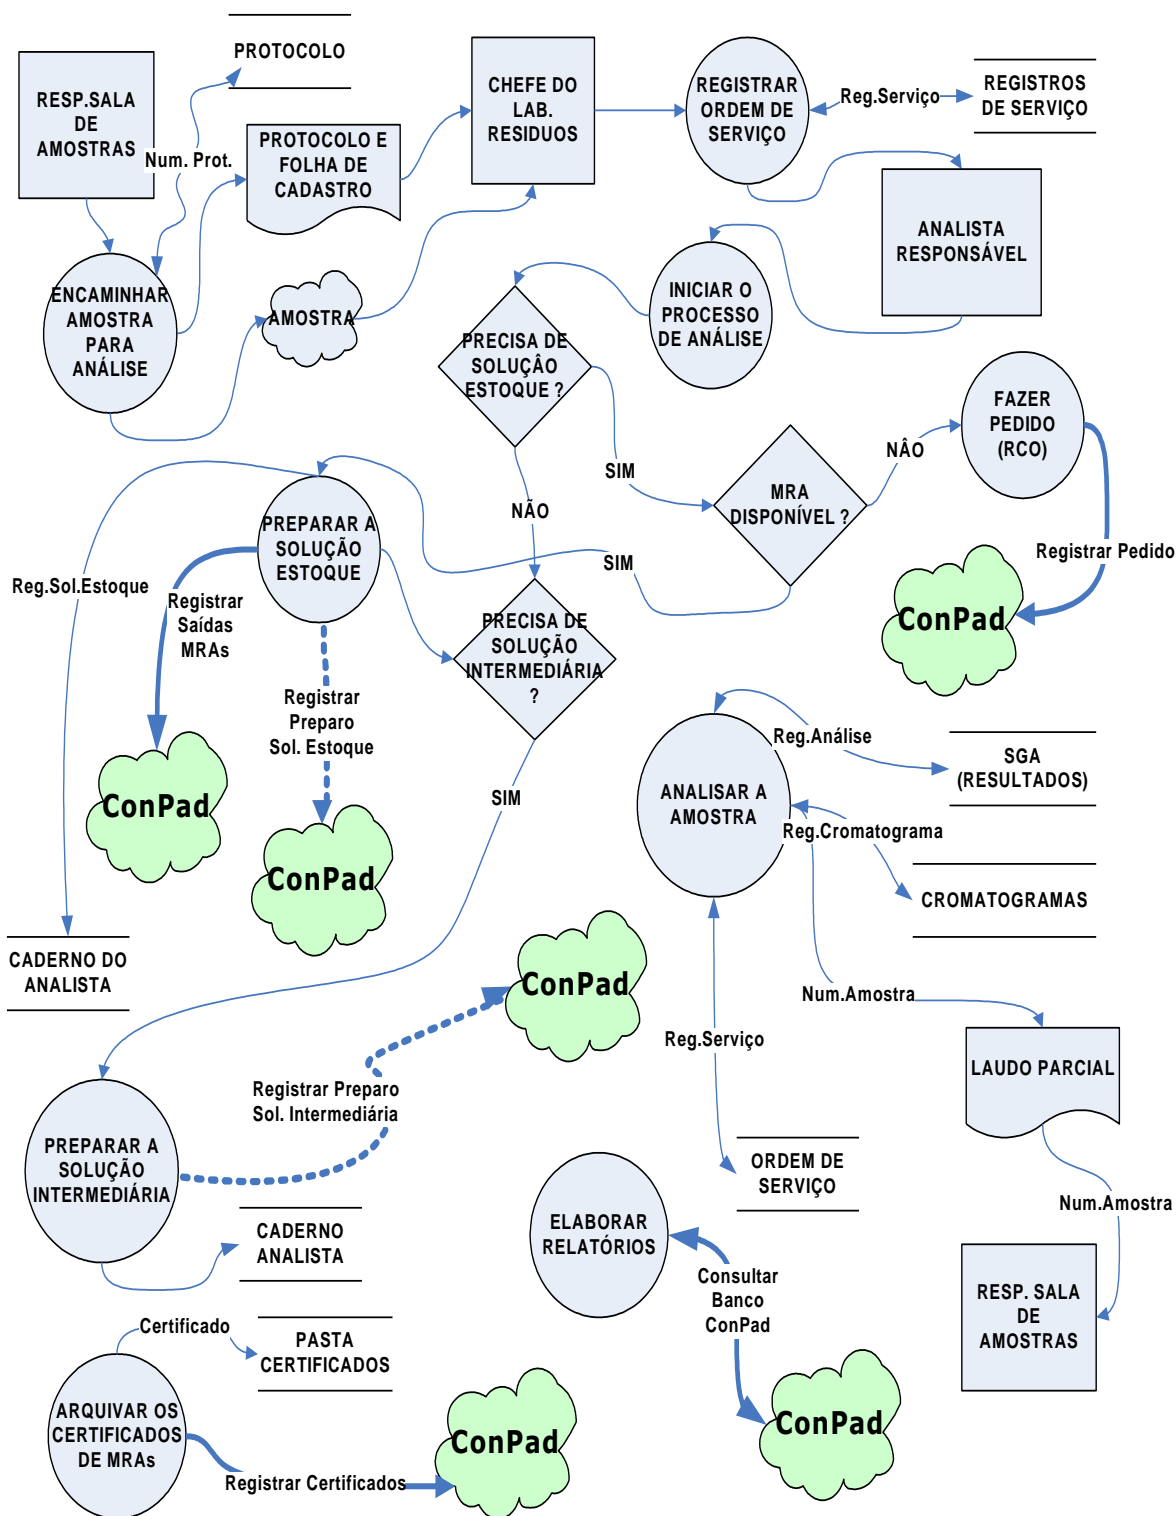 PROTOCOLO
RESP.SALA
DE
AMOSTRAS
Num. Prot.
PROTOCOLO E
FOLHA DE
CADASTRO
CHEFE DO
LAB.
RESIDUOS
REGISTRAR
ORDEM DE
SERVIÇO
Reg.Serviço
REGISTROS
DE SERVIÇO
ANALISTA
RESPONSÁVEL
ENCAMINHAR
AMOSTRA
PARA
ANÁLISE
AMOSTRA
INICIAR O
PROCESSO
DE ANÁLISE
PRECISA DE
SOLUÇÂO
ESTOQUE ?
SIM
NÃO
MRA
DISPONÍVEL ?
NÂO
FAZER
PEDIDO
(RCO)
Registrar Pedido
ConPad
SIM
PREPARAR A
SOLUÇÃO
ESTOQUE
Reg.Sol.Estoque
Registrar
Saídas
MRAs
PRECISA DE
SOLUÇÃO
INTERMEDIÁRIA
?
Registrar
Preparo
Sol. Estoque
ConPad
ConPad
SIM
ANALISAR A
AMOSTRA
Reg.Análise
SGA
(RESULTADOS)
Reg.Cromatograma
CROMATOGRAMAS
CADERNO DO
ANALISTA
ConPad
Num.Amostra
Reg.Serviço
LAUDO PARCIAL
Registrar Preparo
Sol. Intermediária
PREPARAR A
SOLUÇÃO
INTERMEDIÁRIA
ORDEM DE
SERVIÇO
Num.Amostra
CADERNO
ANALISTA
ELABORAR
RELATÓRIOS
Consultar
Banco
ConPad
RESP. SALA
DE
AMOSTRAS
Certificado
PASTA
CERTIFICADOS
ARQUIVAR OS
CERTIFICADOS
DE MRAs
Registrar Certificados
ConPad
ConPad